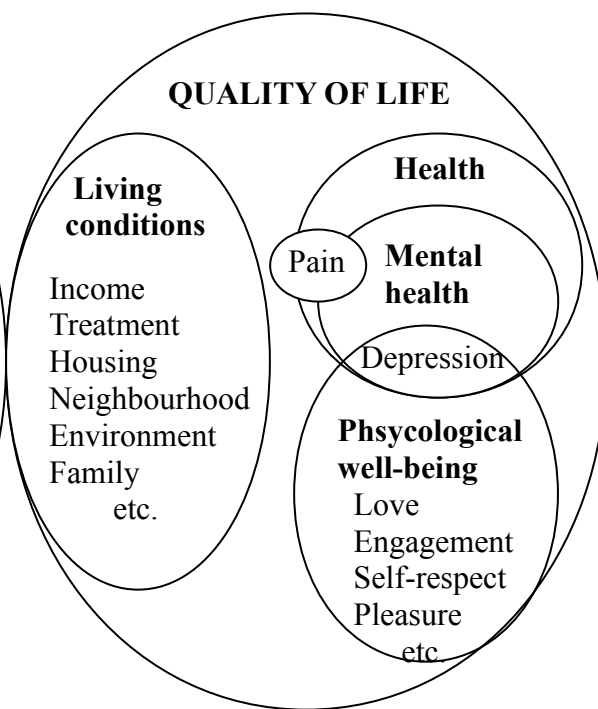 QUALITY OF LIFE
Living
conditions
Income
Treatment
Housing
Neighbourhood
Environment
Family
etc.
Health
Pain
Mental
health
Depression
Phsycological
well-being
Love
Engagement
Self-respect
Pleasure
etc.